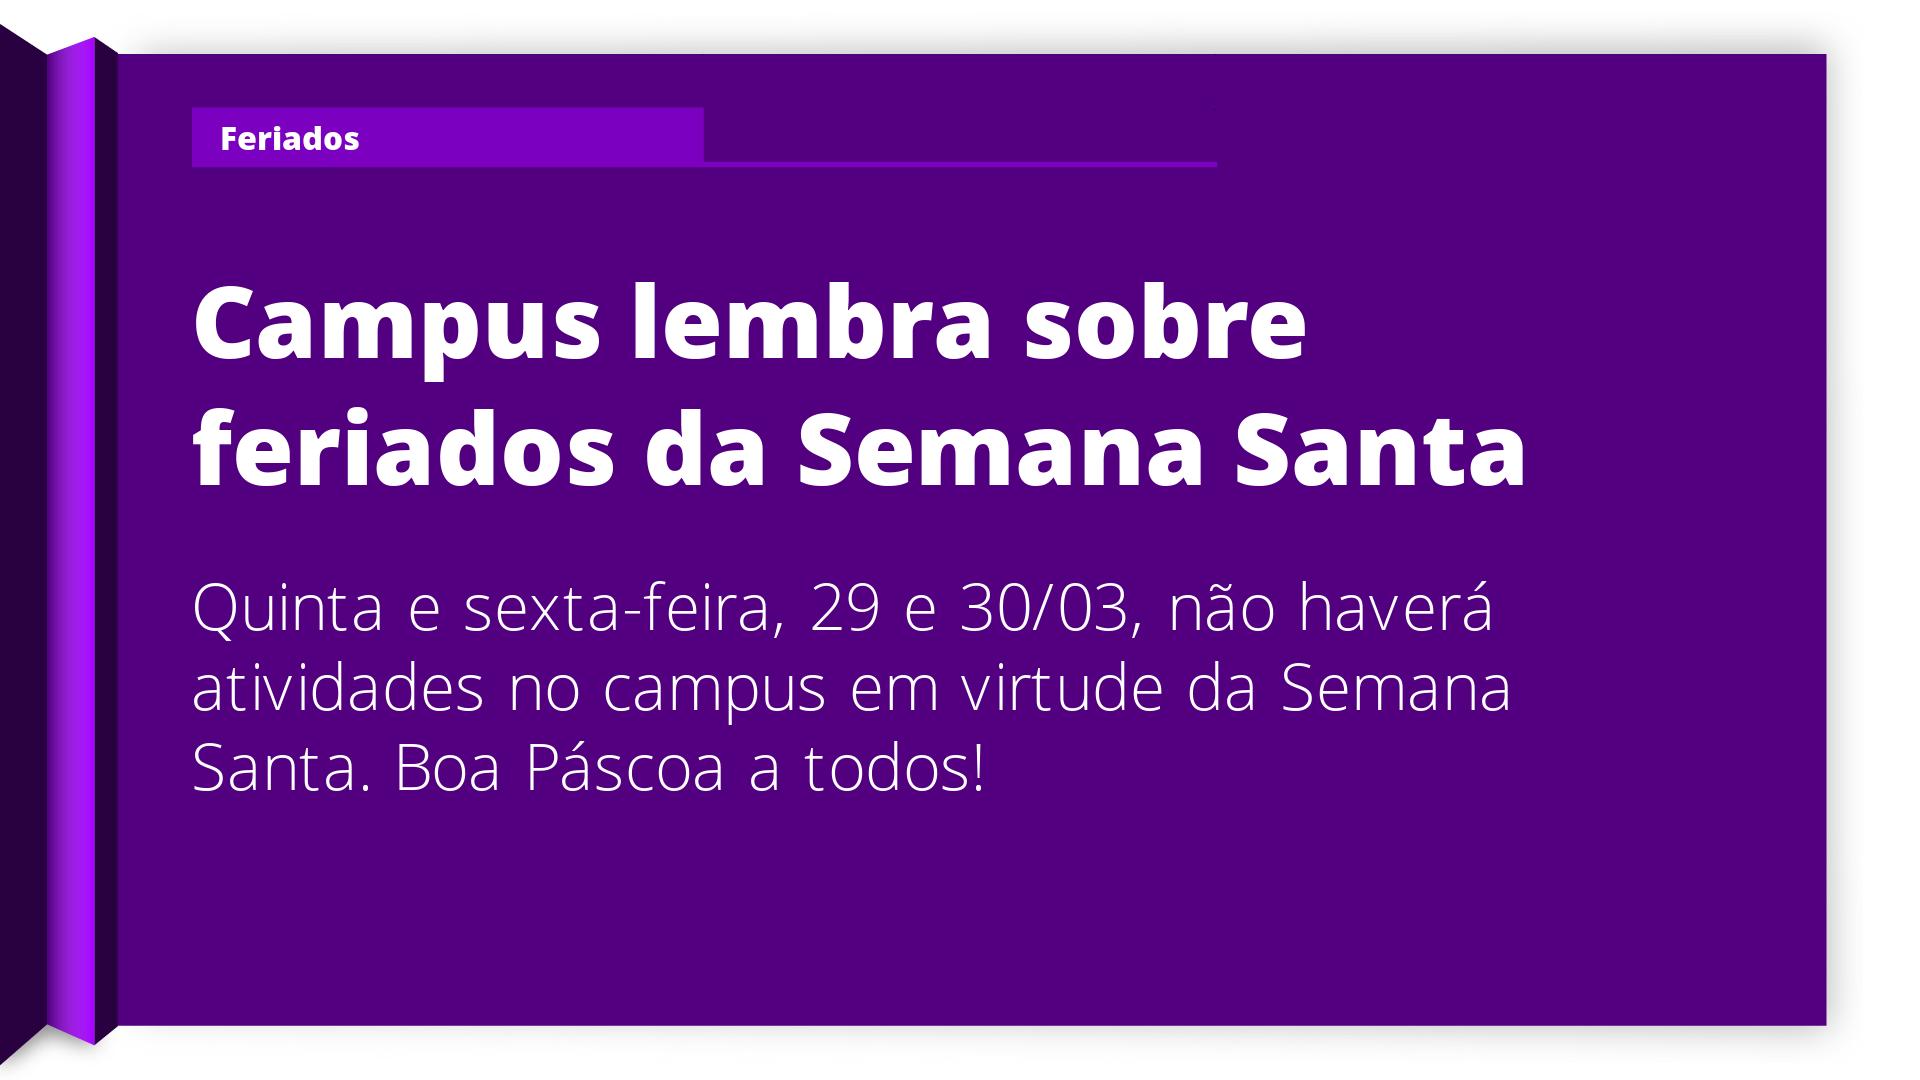 Feriados
Campus lembra sobre
feriados da Semana Santa
Quinta e sexta-feira, 29 e 30/03, não haverá
atividades no campus em virtude da Semana
Santa. Boa Páscoa a todos!